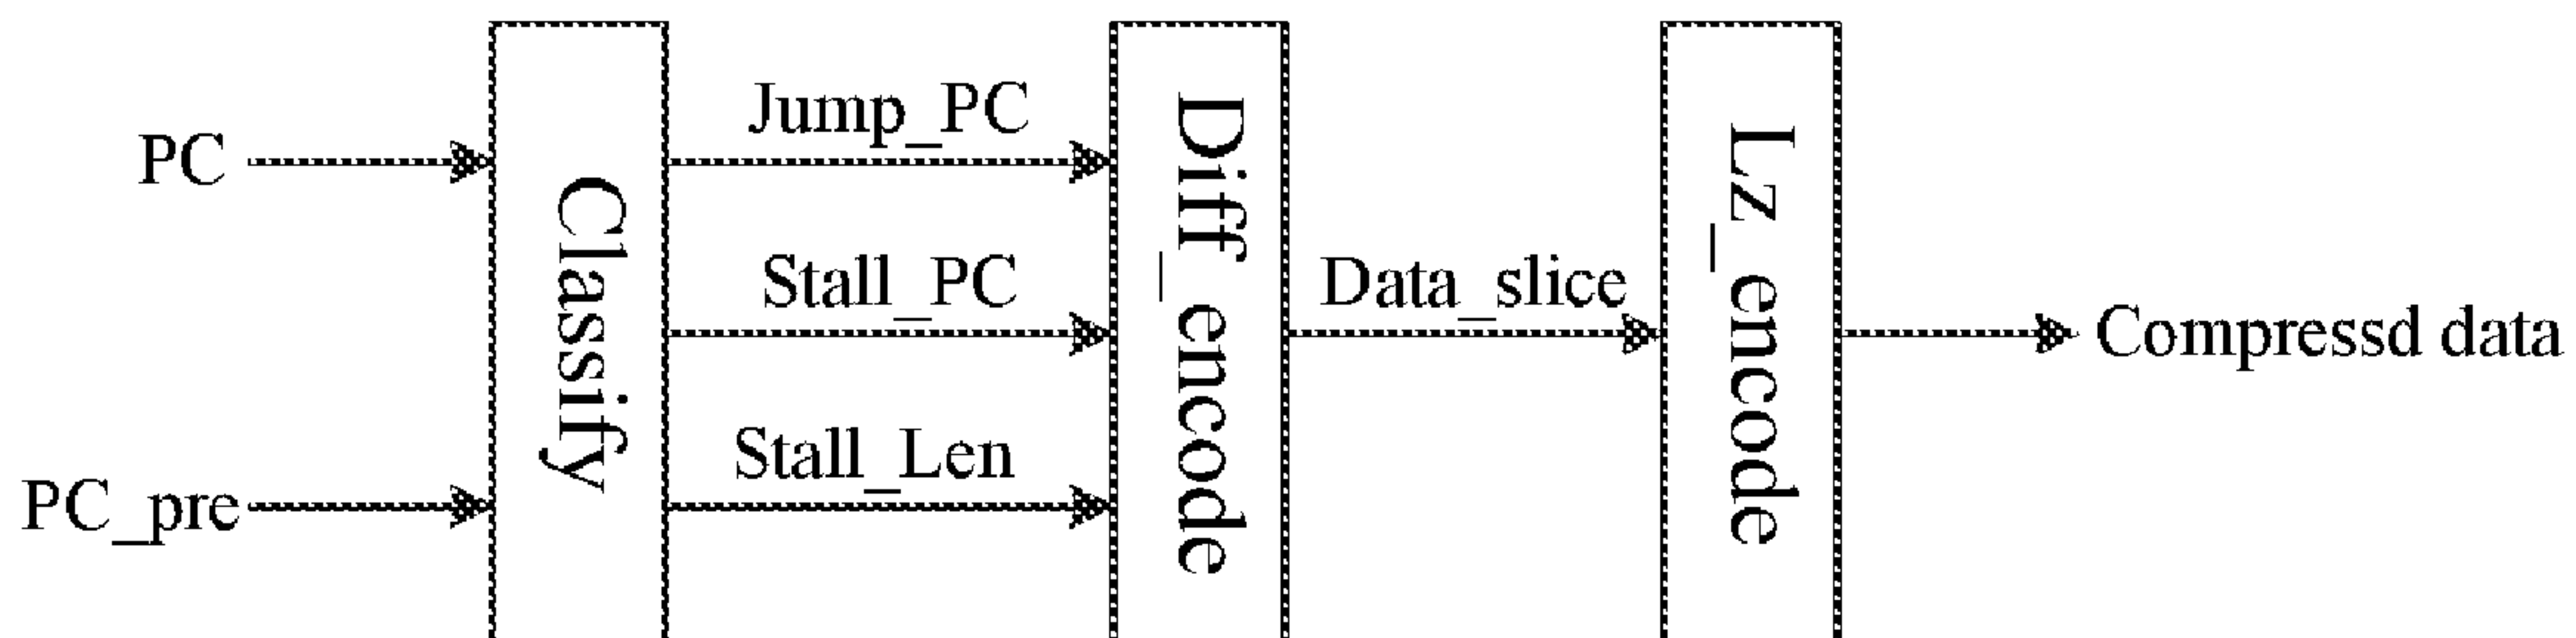 PC
PC_pre
Classify
Jump_PC
Stall_PC
Stall_Len
Diff_encode
Data_slice
Lz_encode
Compressd data